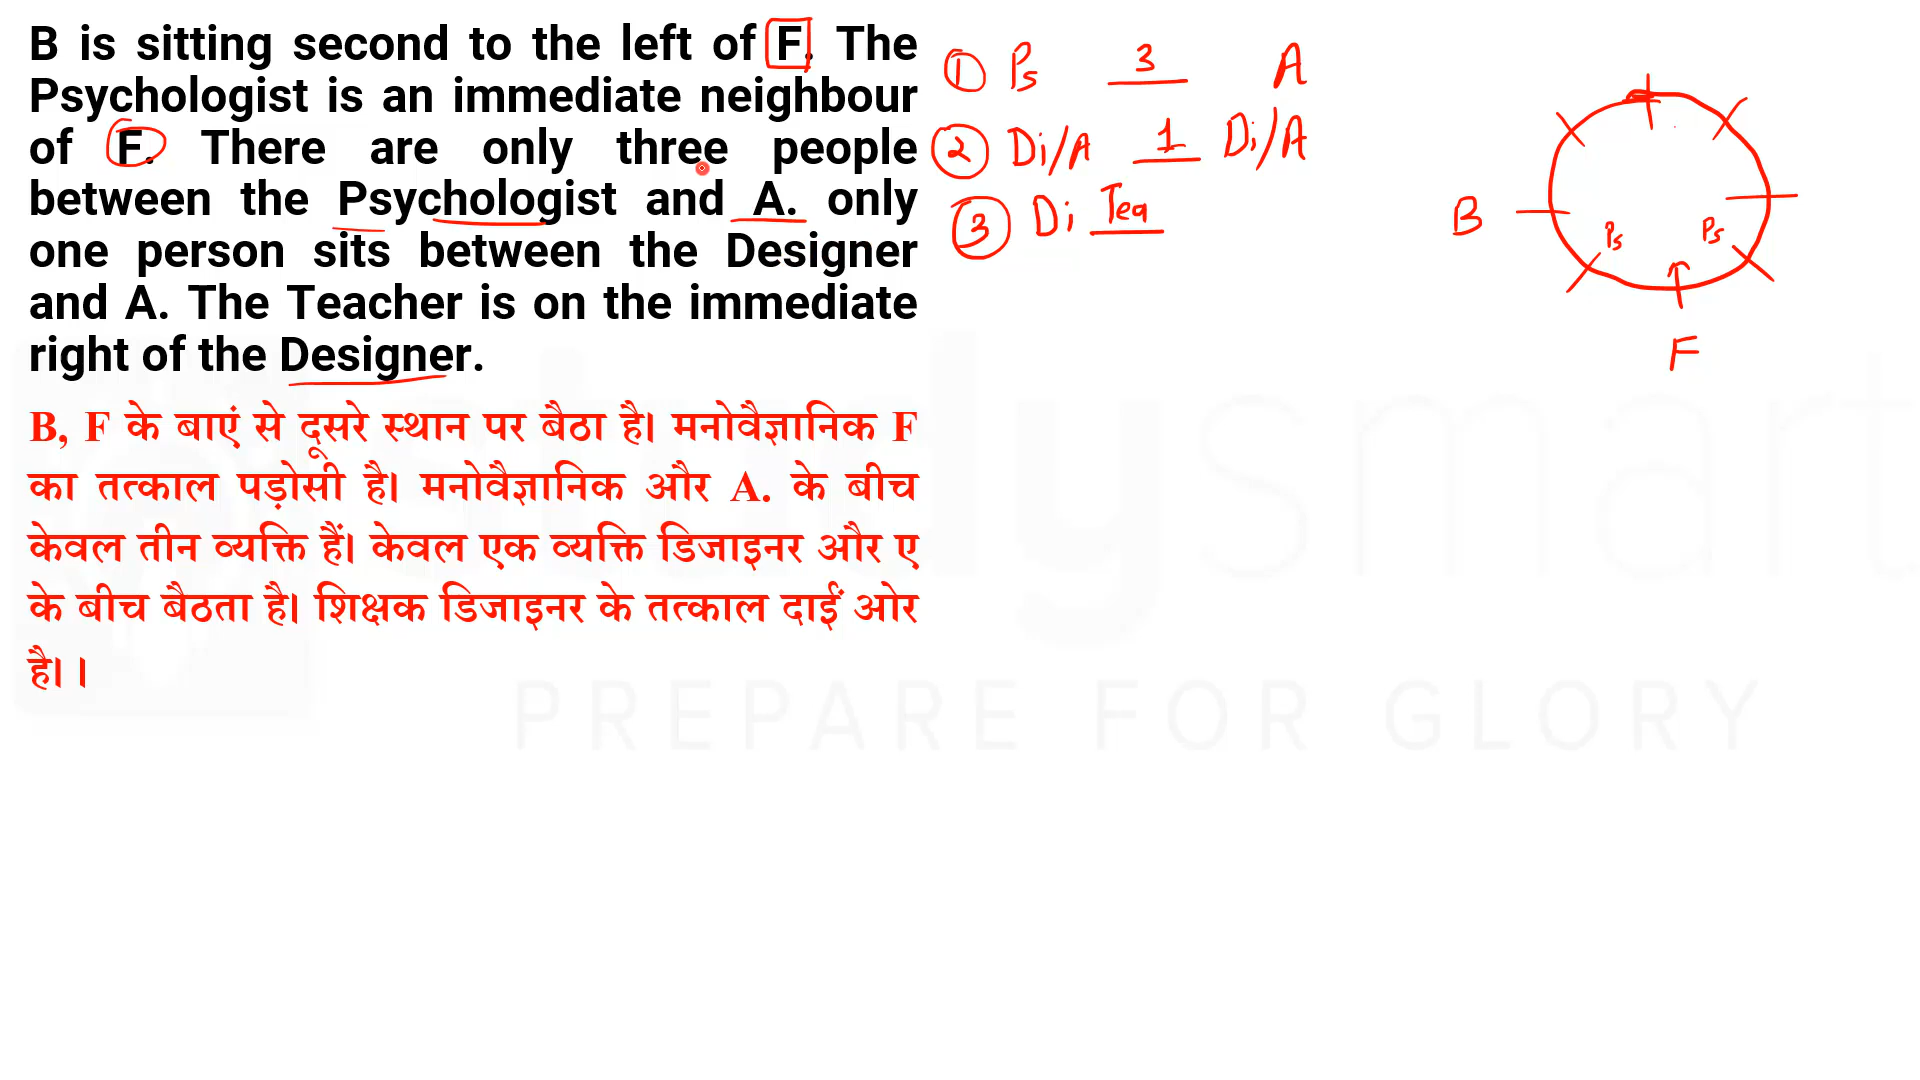 B is sitting second to the left of F. The
Psychologist is an immediate neighbour
of F. There are only three people
between the Psychologist and A. only
one person sits between the Designer
and A. The Teacher is on the immediate
right of the Designer.
B, F के बाएं से दूसरे स्थान पर बैठा है। मनोवैज्ञानिक F
का तत्काल पड़ोसी है। मनोवैज्ञानिक और A. के बीच
केवल तीन व्यक्ति हैं। केवल एक व्यक्ति डिजाइनर और ए
के बीच बैठता है। शिक्षक डिजाइनर के तत्काल दाईं ओर
है।।
① Ps 3 A
② Di/A 1 Di/A
③ Di Tea
B
Ps Ps
F
studysmart
PREPARE FOR GLORY